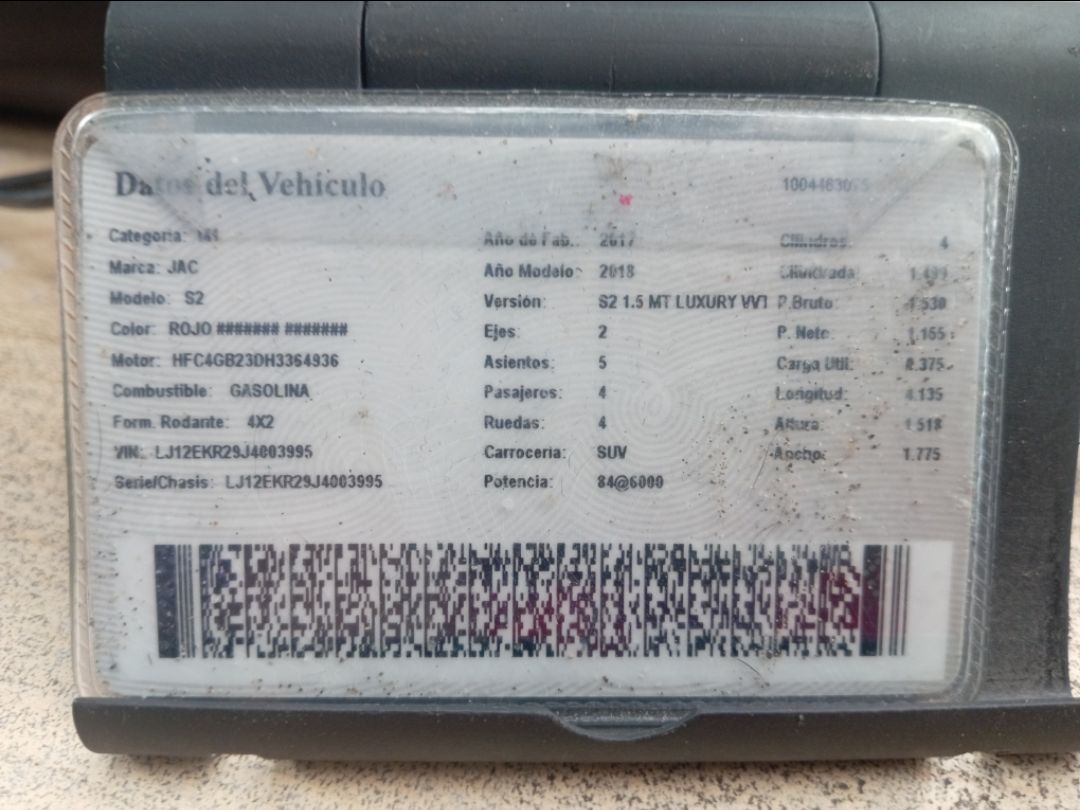 Datos del Vehículo
Categoria:
Marca: JAC
Modelo: S2
Color: ROJO ####### #######
Motor: HFC4GB23DH3364936
Combustible: GASOLINA
Form. Rodante: 4X2
VIN: LJ12EKR29J4003995
Serie/Chasis: LJ12EKR29J4003995
Año de Fab.: 2017
Año Modelo: 2018
Versión: S2 1.5 MT LUXURY VVT
Ejes: 2
Asientos: 5
Pasajeros: 4
Ruedas: 4
Carrocería: SUV
Potencia: 84@6000
Cilindros: 4
Cilindrada: 1.499
P.Bruto: 1.530
P. Neto: 1.155
Carga Util: 0.375
Longitud: 4.135
Altura: 1.518
Ancho: 1.775